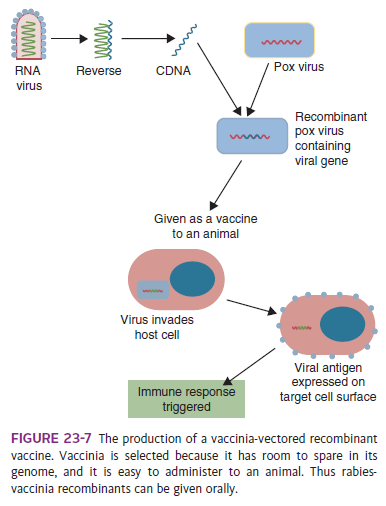 RNA
virus
Reverse
CDNA
Pox virus
Recombinant
pox virus
containing
viral gene
Given as a vaccine
to an animal
Virus invades
host cell
Viral antigen
expressed on
target cell surface
Immune response
triggered
FIGURE 23-7 The production of a vaccinia-vectored recombinant
vaccine. Vaccinia is selected because it has room to spare in its
genome, and it is easy to administer to an animal. Thus rabies-
vaccinia recombinants can be given orally.